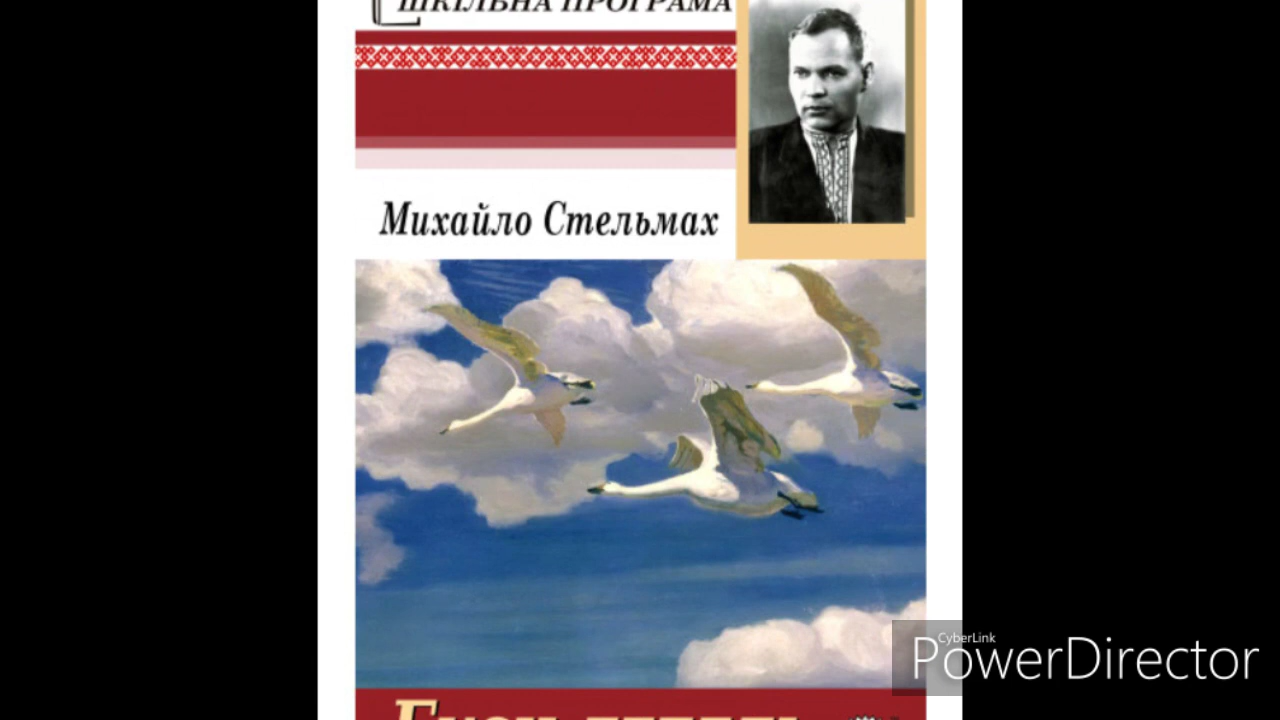 ШКІЛЬНА ПРОГРАМА
Михайло Стельмах
CyberLink
PowerDirector